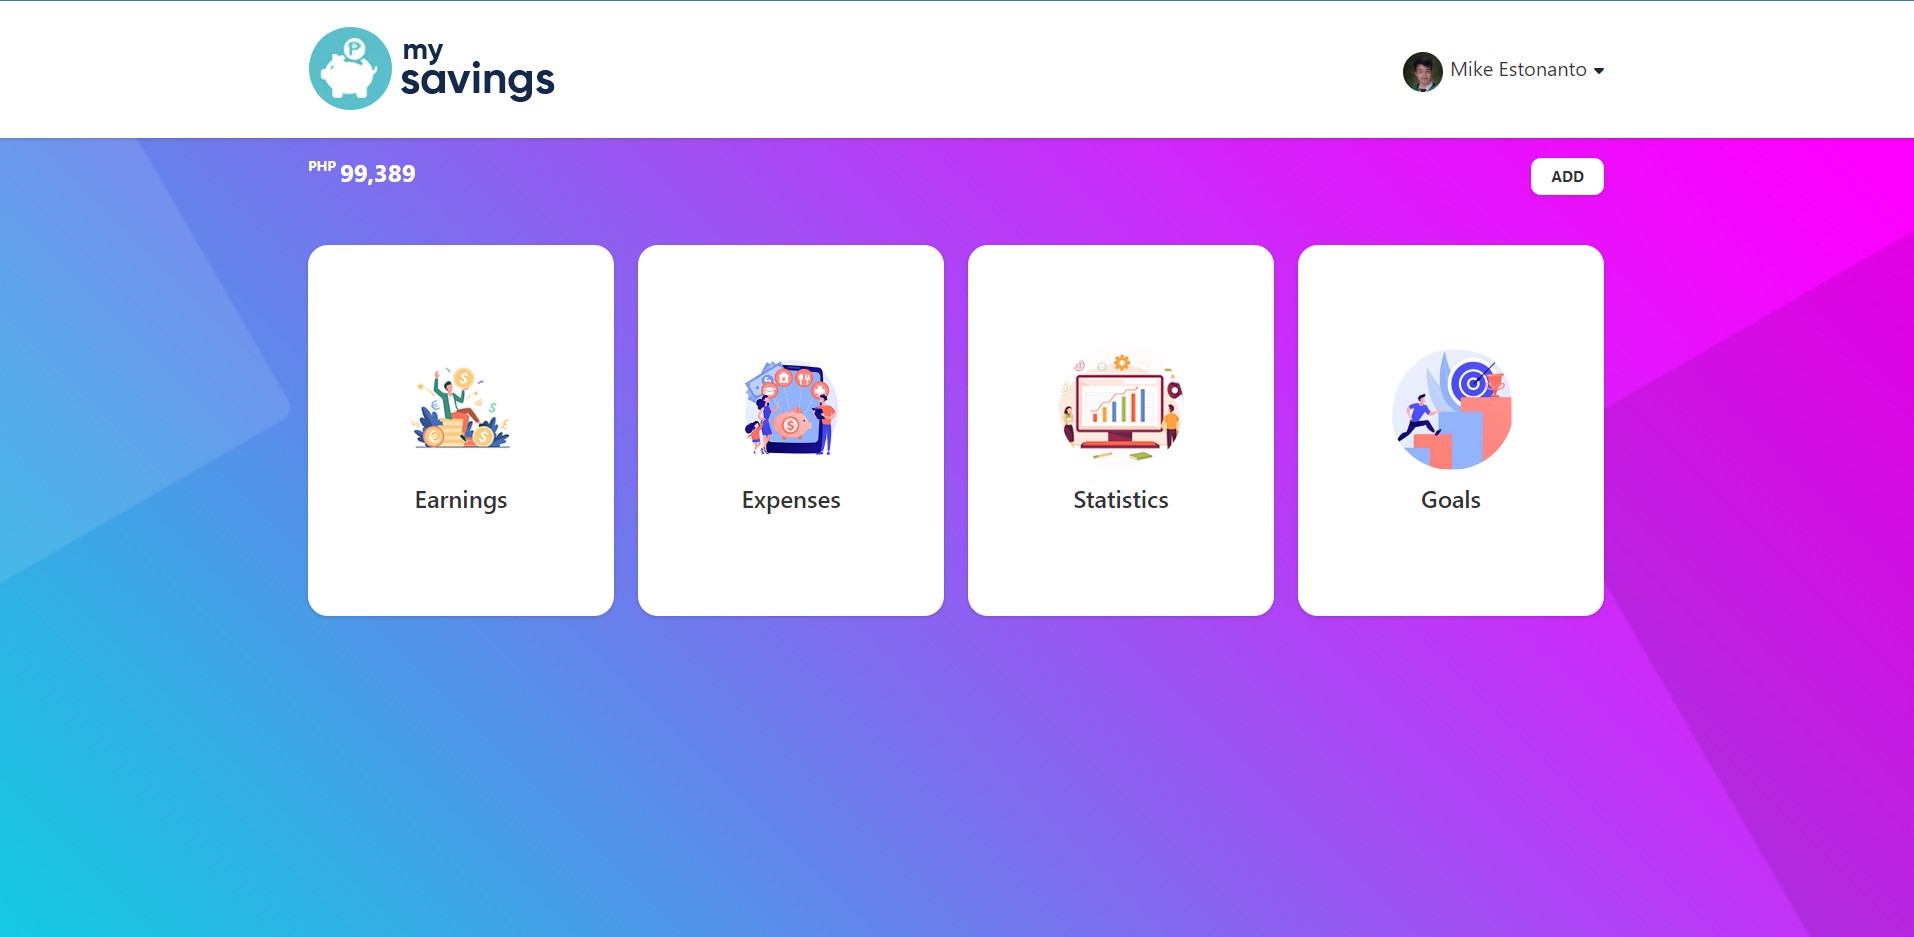 my
savings
Mike Estonanto
PHP 99,389
ADD
Earnings
Expenses
Statistics
Goals